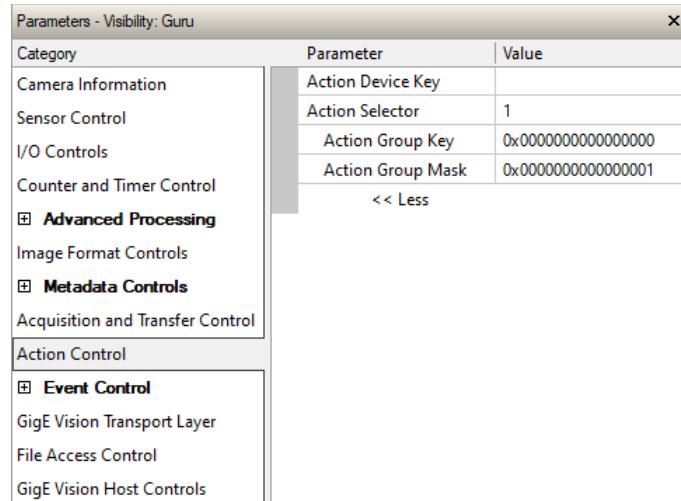 Parameters - Visibility: Guru
Category
Parameter Value
Camera Information
Sensor Control
I/O Controls
Counter and Timer Control
Advanced Processing
Image Format Controls
Metadata Controls
Acquisition and Transfer Control
Action Control
Event Control
GigE Vision Transport Layer
File Access Control
GigE Vision Host Controls
Action Device Key
Action Selector 1
Action Group Key 0x0000000000000000
Action Group Mask 0x0000000000000001
<< Less